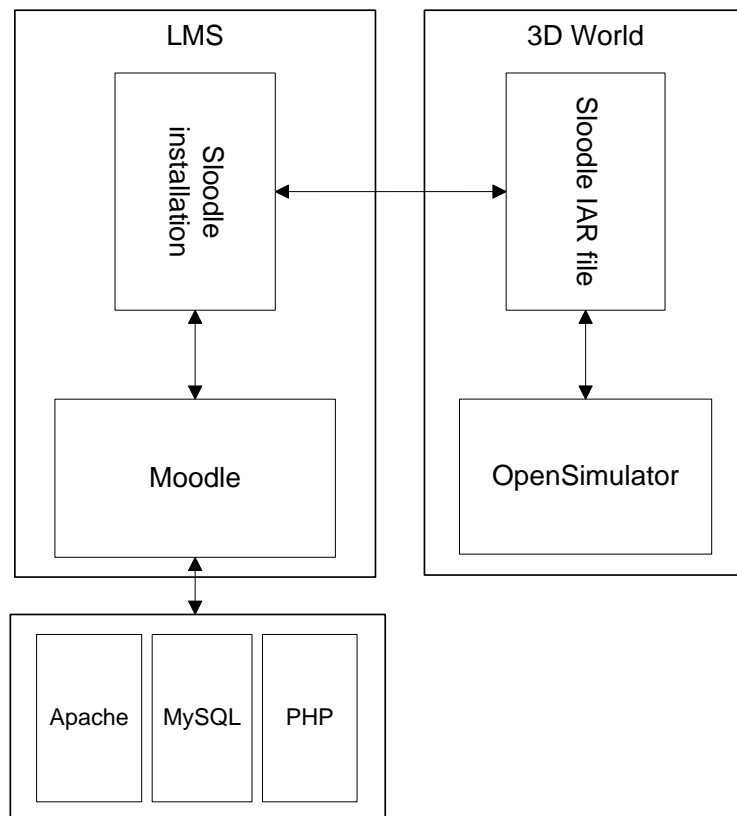 LMS
3D World
Sloodle
installation
Sloodle IAR file
Moodle
OpenSimulator
Apache
MySQL
PHP